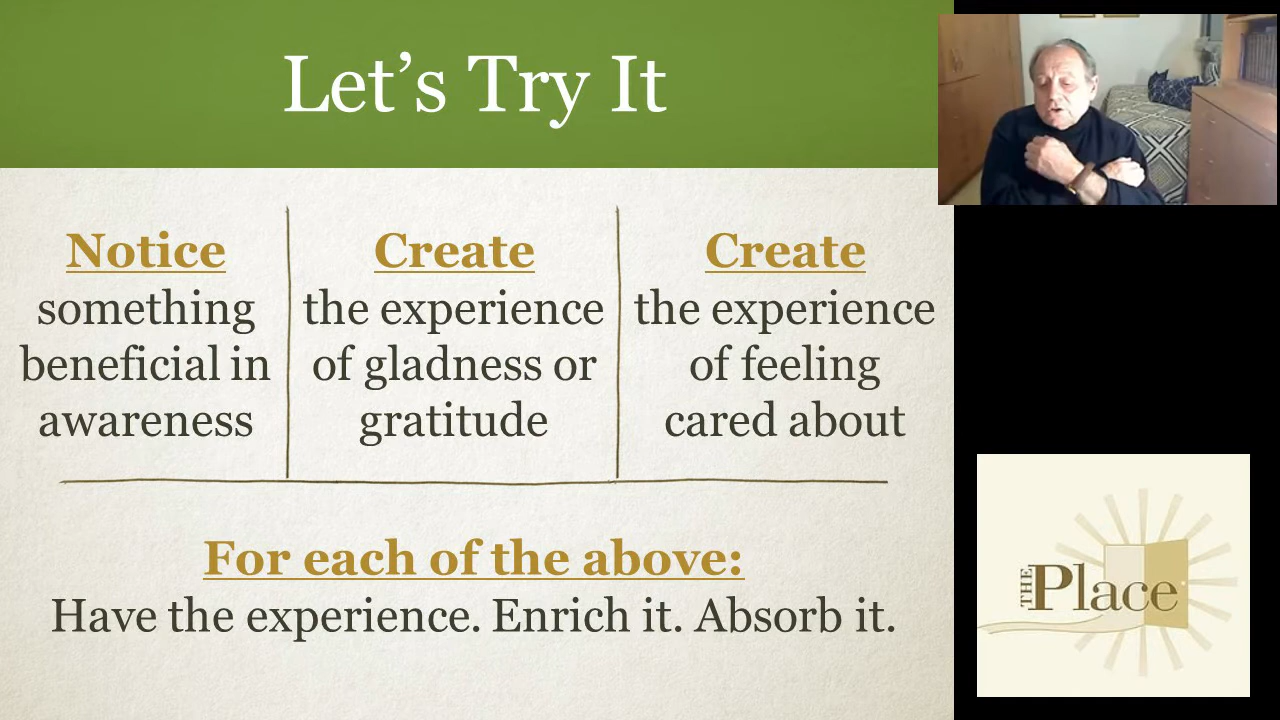 Let's Try It
Notice
something
beneficial in
awareness
Create
the experience
of gladness or
gratitude
Create
the experience
of feeling
cared about
For each of the above:
Have the experience. Enrich it. Absorb it.
THE
Place